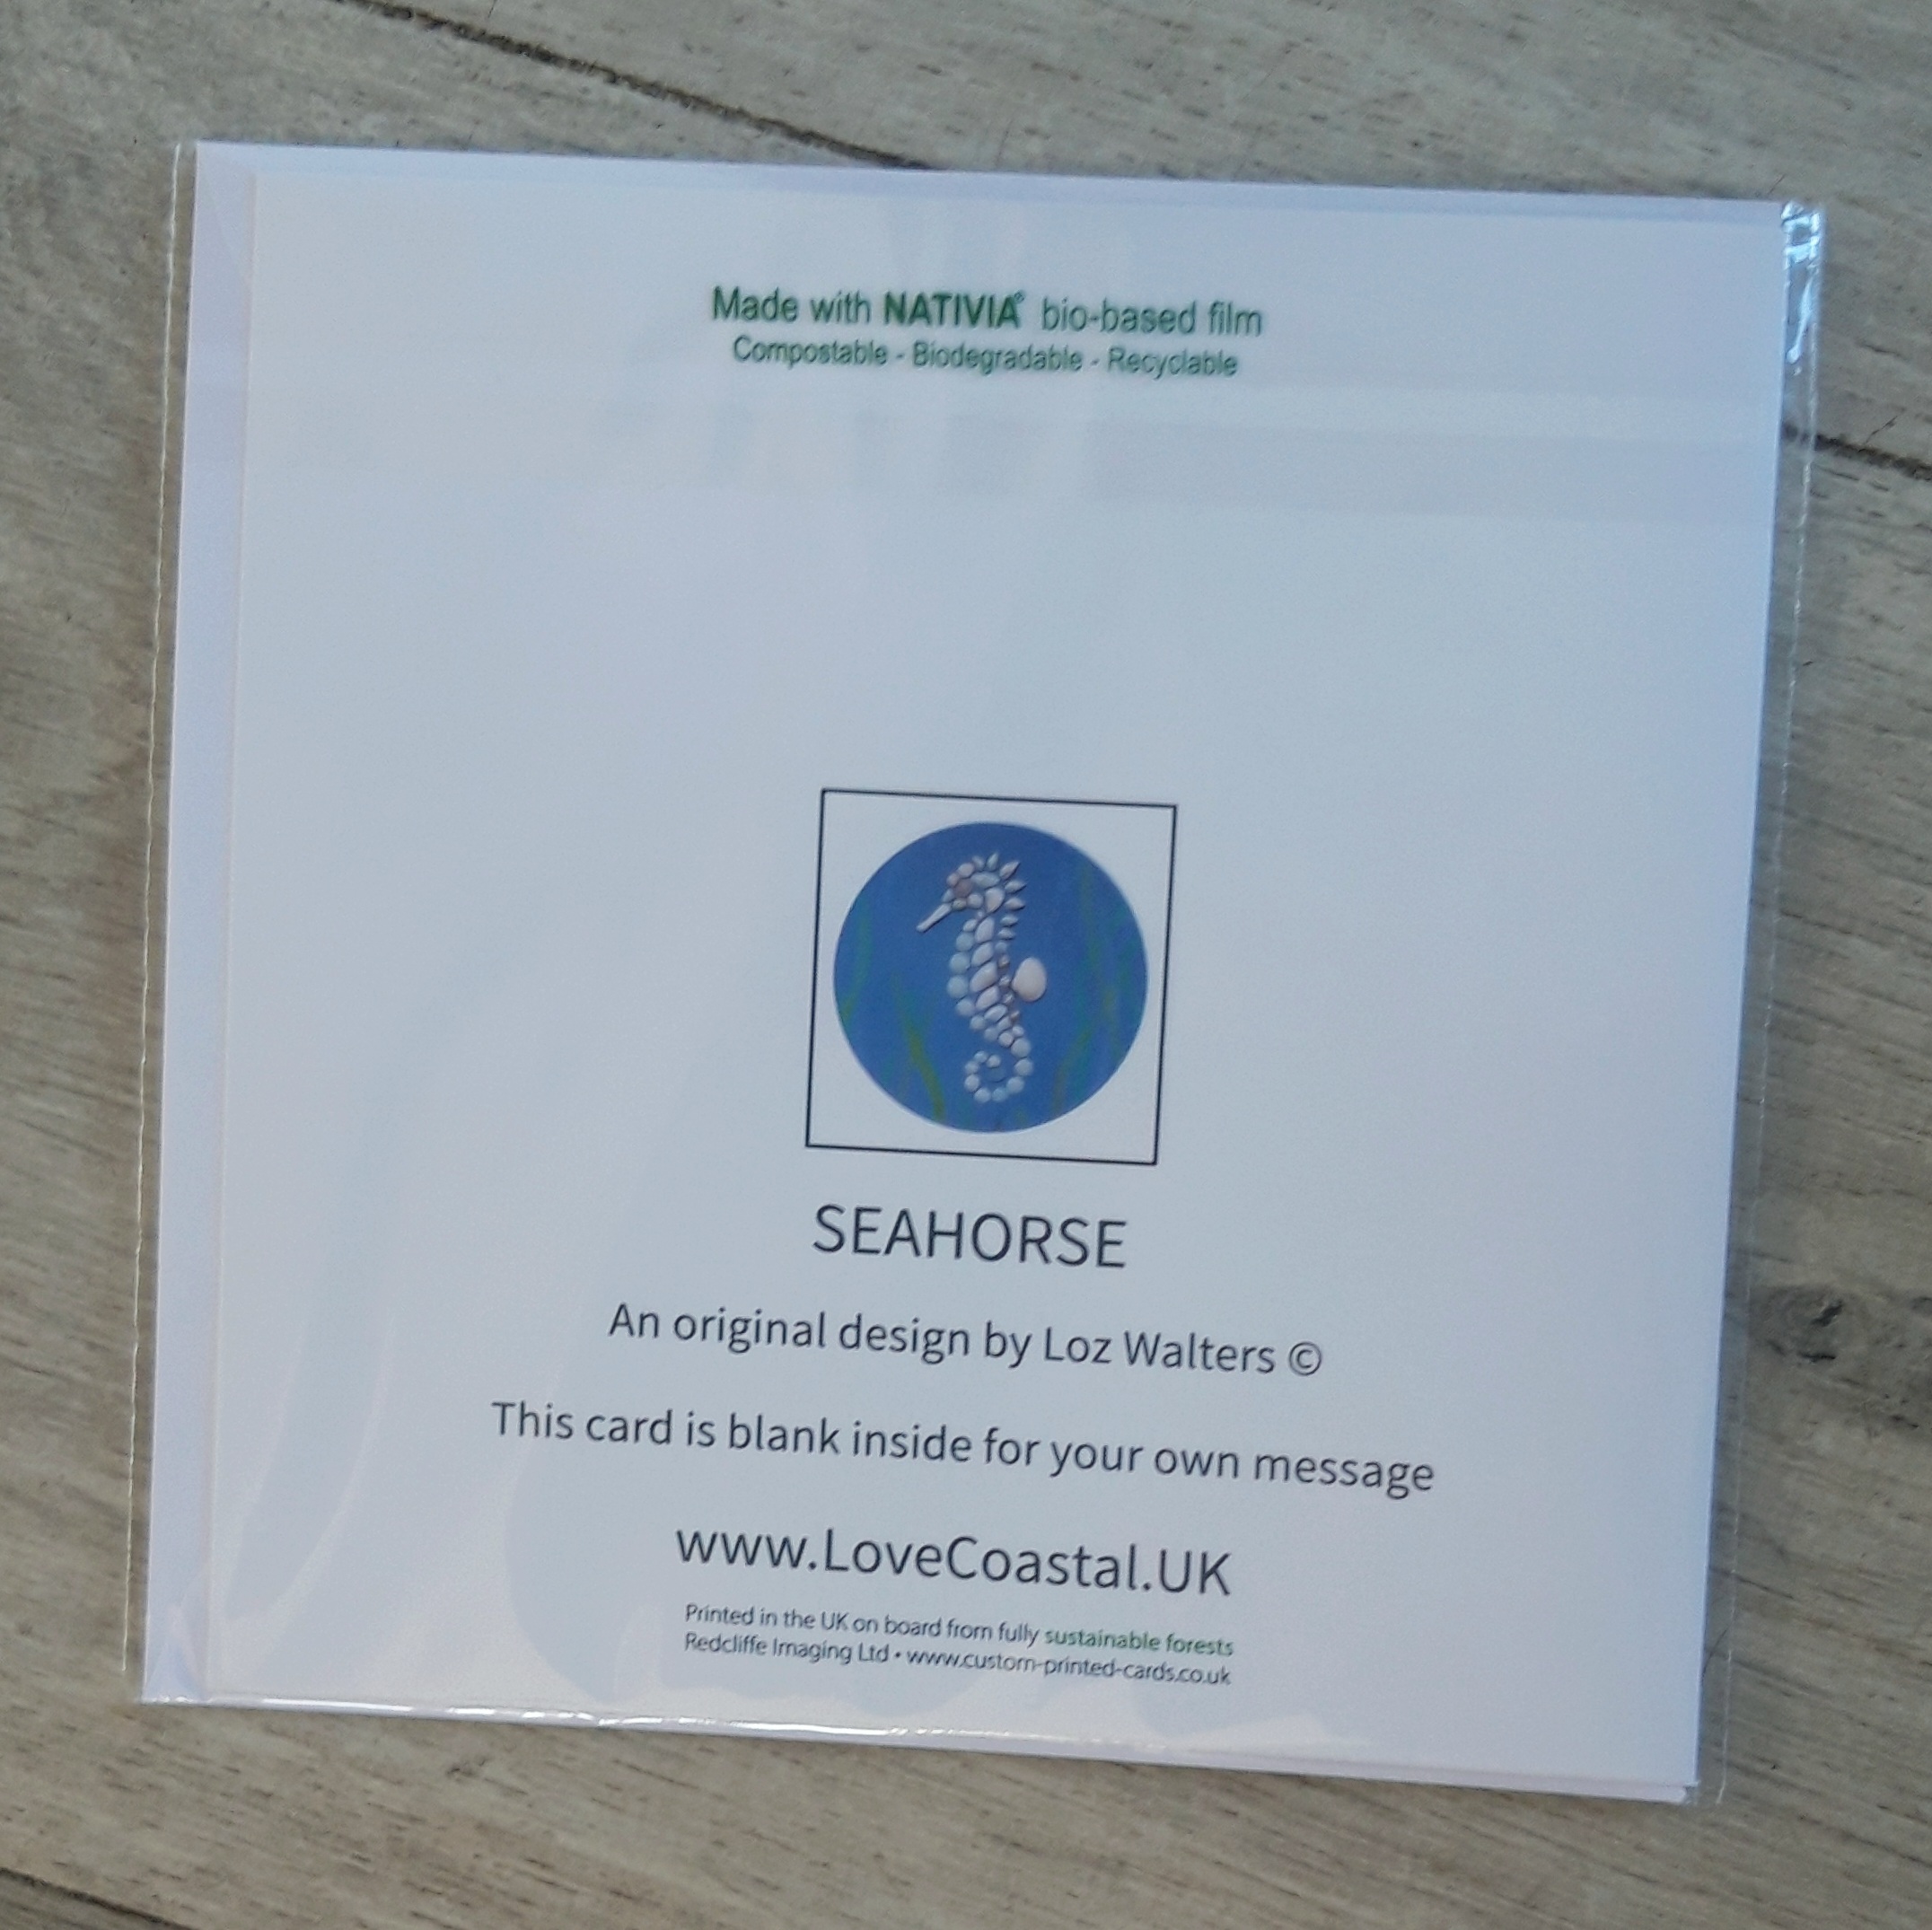 Made with NATIVIA® bio-based film
Compostable - Biodegradable - Recyclable
SEAHORSE
An original design by Loz Walters ©
This card is blank inside for your own message
www.LoveCoastal.UK
Printed in the UK on board from fully sustainable forests
Redcliffe Imaging Ltd • www.custom-printed-cards.co.uk